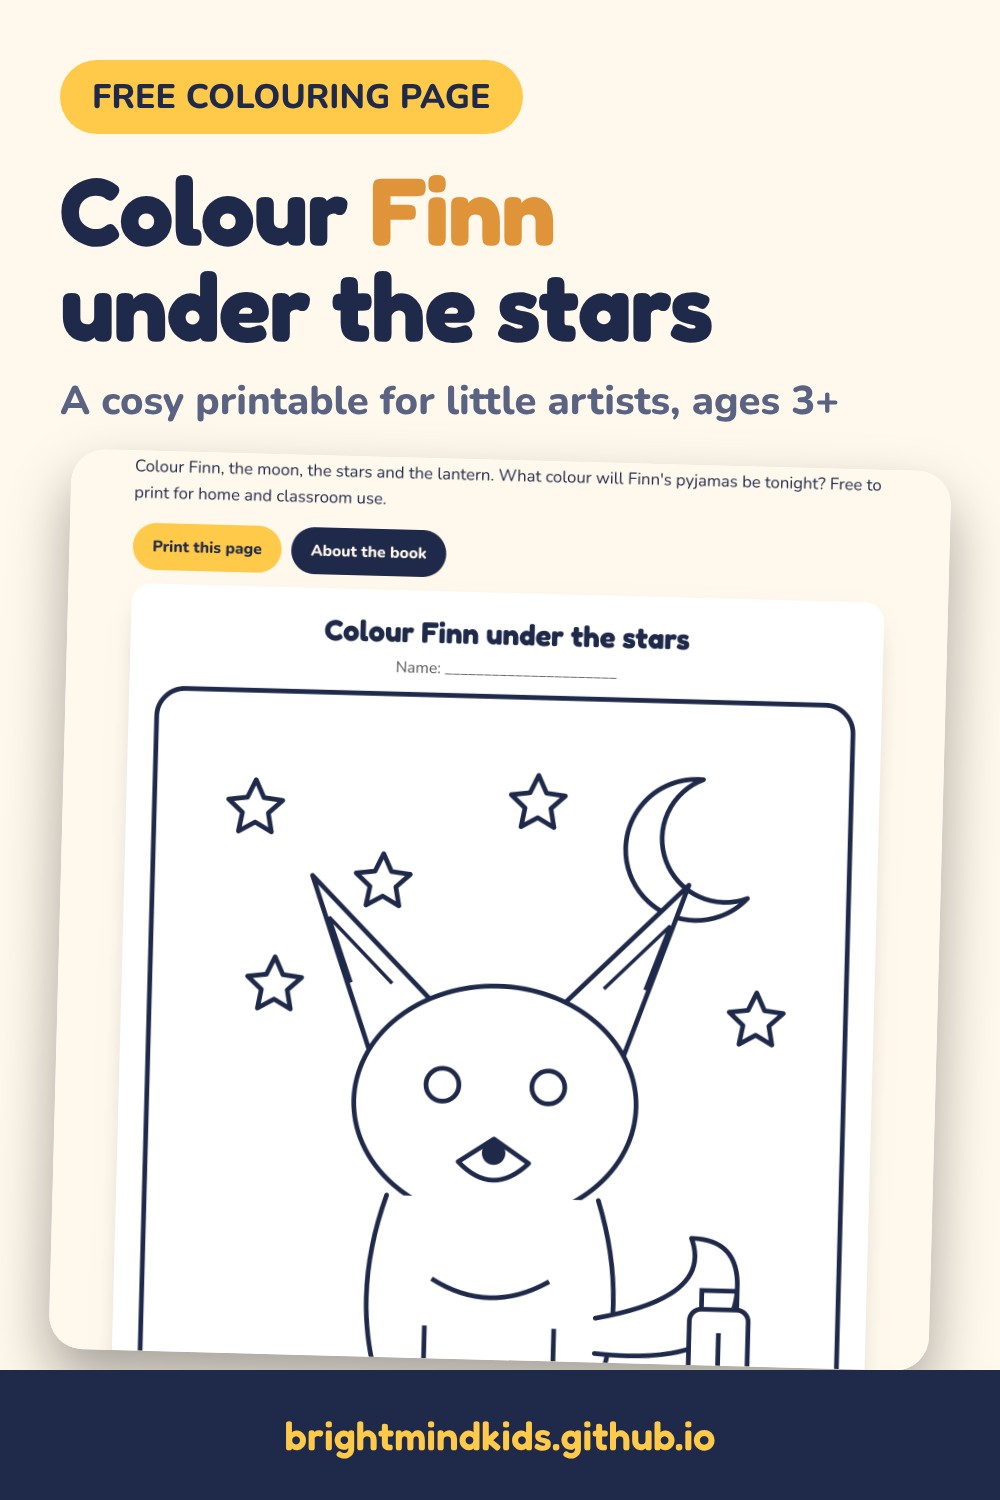 FREE COLOURING PAGE
Colour Finn
under the stars
A cosy printable for little artists, ages 3+
Colour Finn, the moon, the stars and the lantern. What colour will Finn's pyjamas be tonight? Free to
print for home and classroom use.
Print this page
About the book
Colour Finn under the stars
Name: ______________________
brightmindkids.github.io